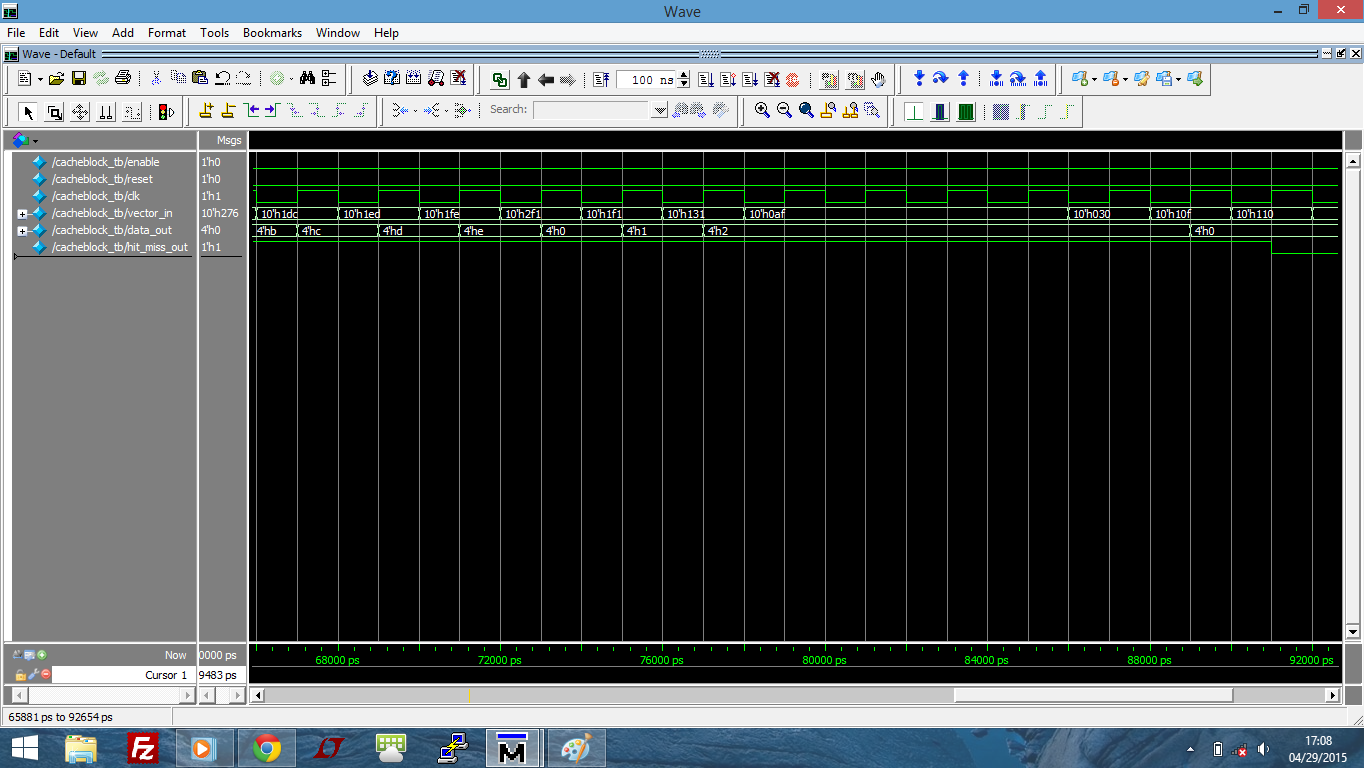 Wave
File Edit View Add Format Tools Bookmarks Window Help
Wave - Default
100 ns
Search:
Msgs
/cacheblock_tb/enable 1'h0
/cacheblock_tb/reset 1'h0
/cacheblock_tb/clk 1'h1
/cacheblock_tb/vector_in 10'h276 10'h1dc 10'h1ed 10'h1fe 10'h2f1 10'h1f1 10'h131 10'h0af 10'h030 10'h10f 10'h110
/cacheblock_tb/data_out 4'h0 4'hb 4'hc 4'hd 4'he 4'h0 4'h1 4'h2 4'h0
/cacheblock_tb/hit_miss_out 1'h1
Now 0000 ps 68000 ps 72000 ps 76000 ps 80000 ps 84000 ps 88000 ps 92000 ps
Cursor 1 9483 ps
65881 ps to 92654 ps
Fz
M
17:08
04/29/2015